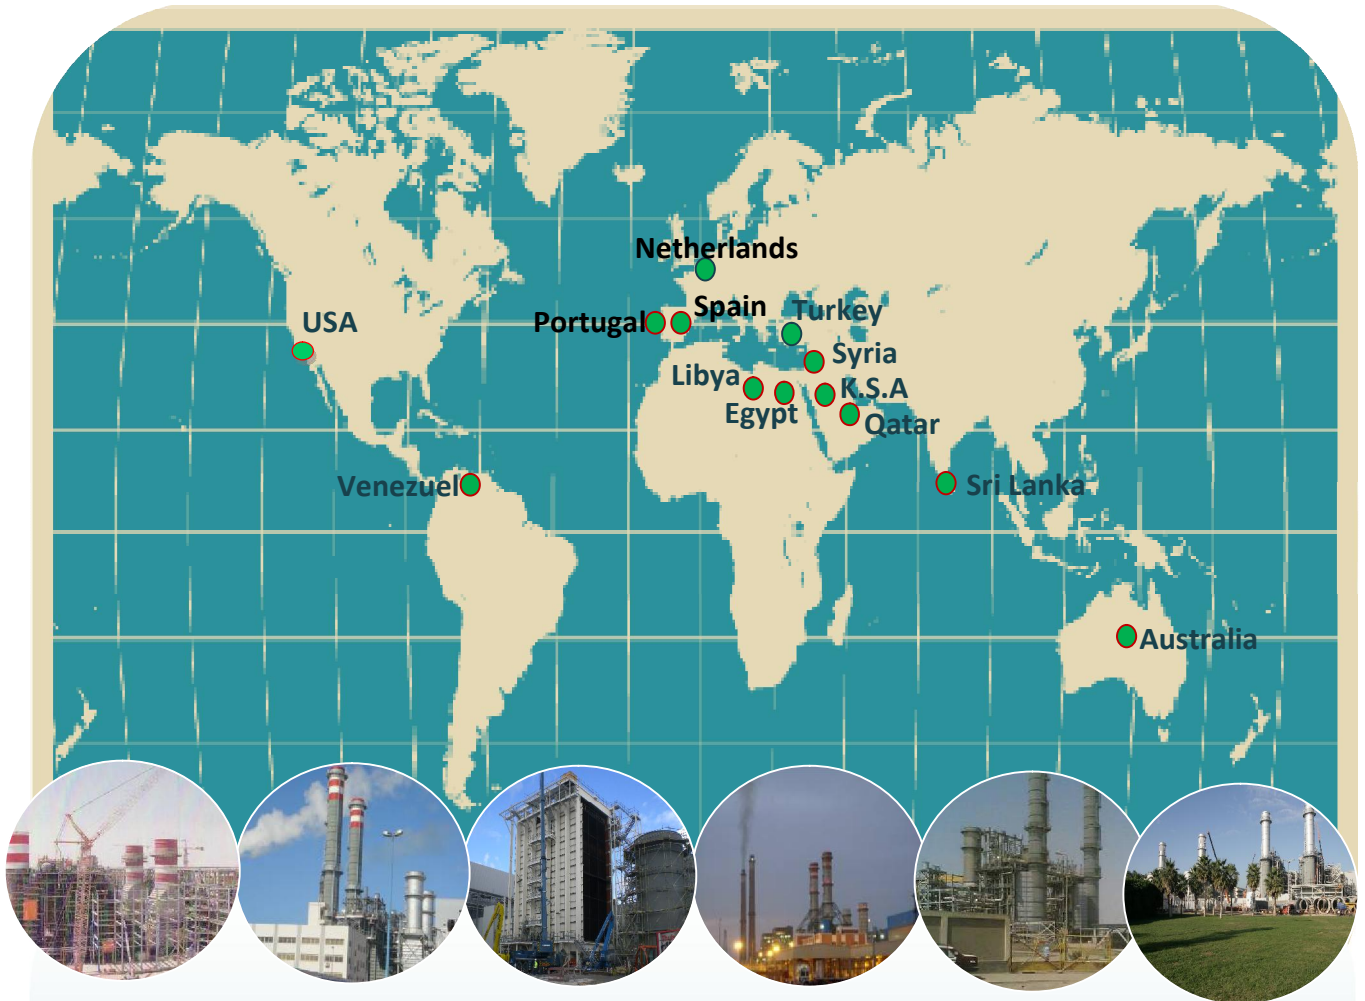 Netherlands
Spain
Turkey
Portugal
USA
Syria
Libya
K.S.A
Egypt
Qatar
Venezuel
Sri Lanka
Australia